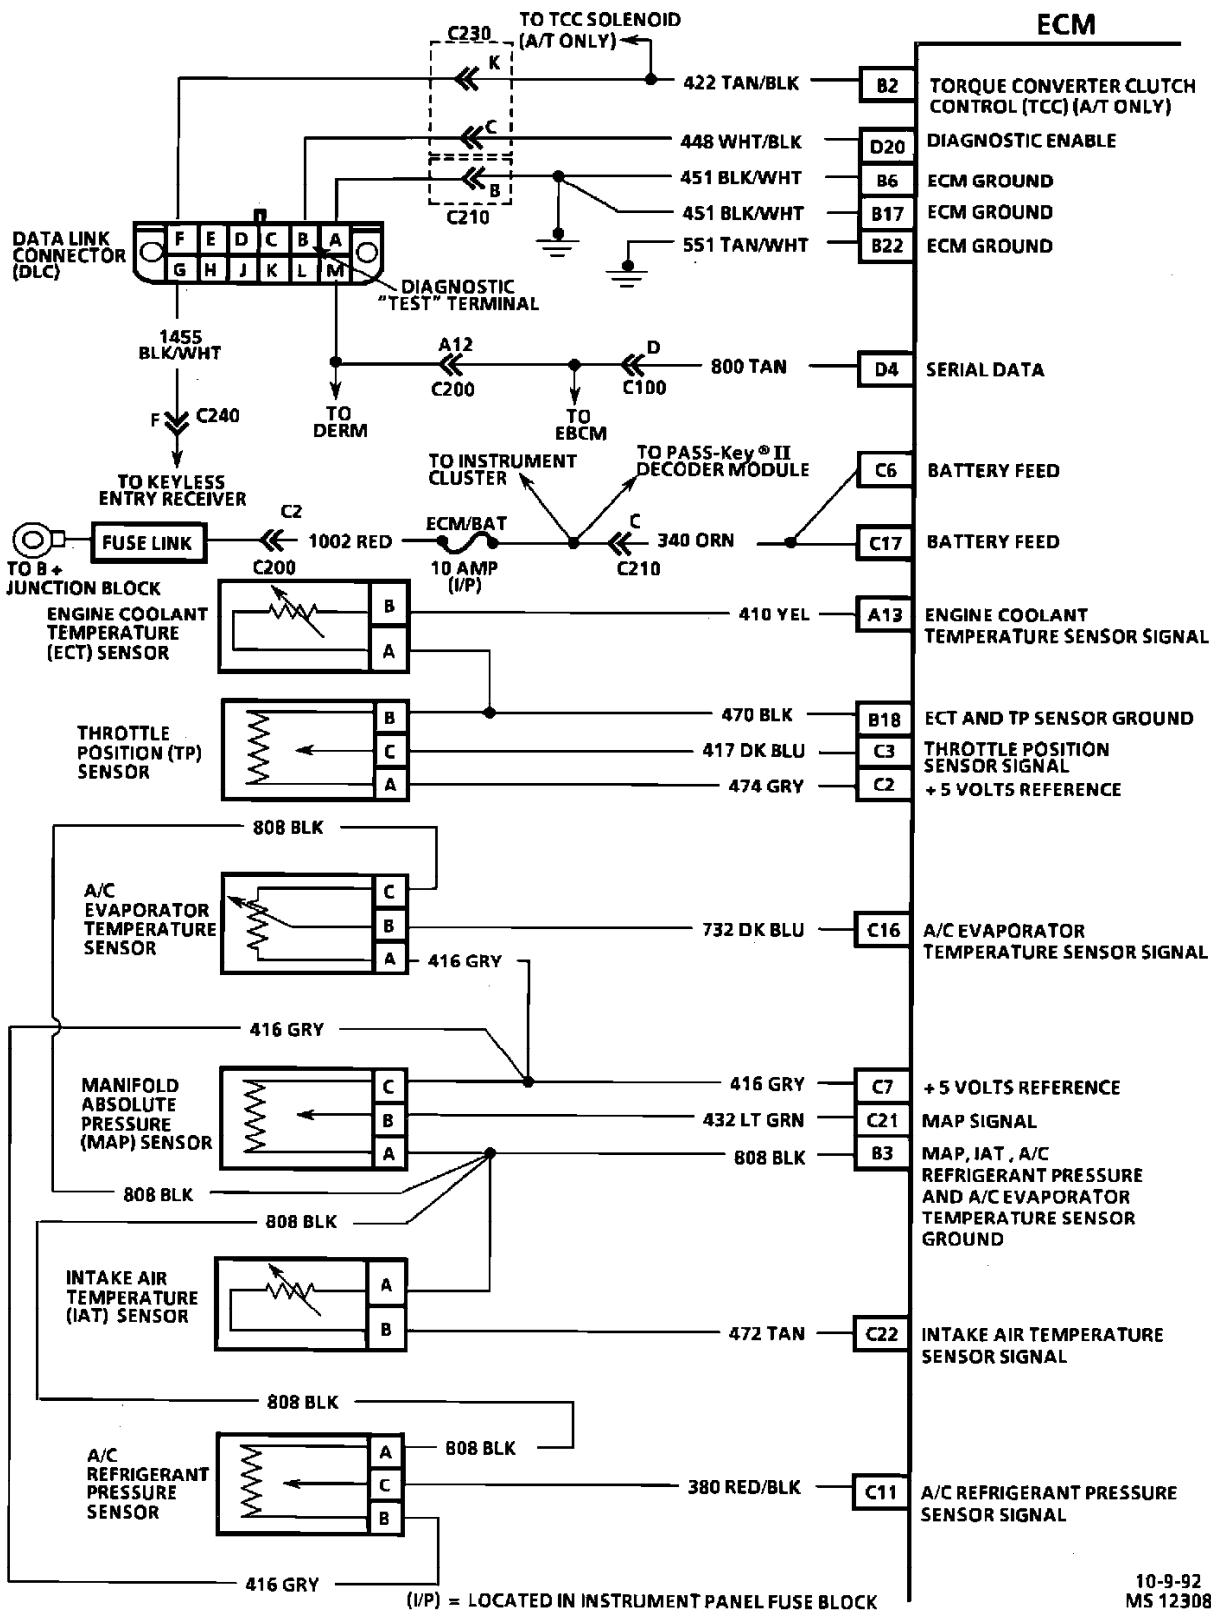 ECM
TO TCC SOLENOID
(A/T ONLY)
C230
K
422 TAN/BLK
B2
TORQUE CONVERTER CLUTCH
CONTROL (TCC) (A/T ONLY)
C
448 WHT/BLK
D20
DIAGNOSTIC ENABLE
B
C210
451 BLK/WHT
B6
ECM GROUND
451 BLK/WHT
B17
ECM GROUND
551 TAN/WHT
B22
ECM GROUND
DATA LINK
CONNECTOR
(DLC)
F E D C B A
G H J K L M
DIAGNOSTIC
"TEST" TERMINAL
1455
BLK/WHT
F
C240
TO KEYLESS
ENTRY RECEIVER
A12
C200
D
C100
800 TAN
D4
SERIAL DATA
TO
DERM
TO
EBCM
TO INSTRUMENT
CLUSTER
TO PASS-Key ® II
DECODER MODULE
C6
BATTERY FEED
TO B +
JUNCTION BLOCK
FUSE LINK
C2
C200
1002 RED
ECM/BAT
10 AMP
(I/P)
C
C210
340 ORN
C17
BATTERY FEED
ENGINE COOLANT
TEMPERATURE
(ECT) SENSOR
B
A
410 YEL
A13
ENGINE COOLANT
TEMPERATURE SENSOR SIGNAL
THROTTLE
POSITION (TP)
SENSOR
B
C
A
470 BLK
B18
ECT AND TP SENSOR GROUND
417 DK BLU
C3
THROTTLE POSITION
SENSOR SIGNAL
474 GRY
C2
+ 5 VOLTS REFERENCE
808 BLK
A/C
EVAPORATOR
TEMPERATURE
SENSOR
C
B
A
732 DK BLU
C16
A/C EVAPORATOR
TEMPERATURE SENSOR SIGNAL
416 GRY
416 GRY
MANIFOLD
ABSOLUTE
PRESSURE
(MAP) SENSOR
C
B
A
416 GRY
C7
+ 5 VOLTS REFERENCE
432 LT GRN
C21
MAP SIGNAL
808 BLK
B3
MAP, IAT , A/C
REFRIGERANT PRESSURE
AND A/C EVAPORATOR
TEMPERATURE SENSOR
GROUND
808 BLK
808 BLK
INTAKE AIR
TEMPERATURE
(IAT) SENSOR
A
B
472 TAN
C22
INTAKE AIR TEMPERATURE
SENSOR SIGNAL
808 BLK
A/C
REFRIGERANT
PRESSURE
SENSOR
A
C
B
808 BLK
380 RED/BLK
C11
A/C REFRIGERANT PRESSURE
SENSOR SIGNAL
416 GRY
(I/P) = LOCATED IN INSTRUMENT PANEL FUSE BLOCK
10-9-92
MS 12308